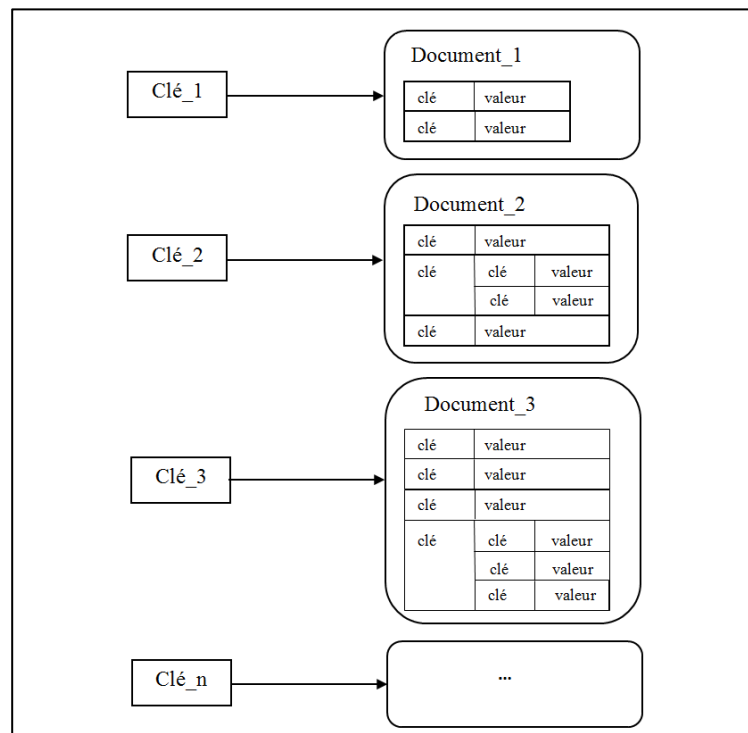 Document_1
Clé_1
clé valeur
clé valeur
Document_2
Clé_2
clé valeur
clé clé valeur
clé valeur
clé valeur
Document_3
Clé_3
clé valeur
clé valeur
clé valeur
clé clé valeur
clé valeur
clé valeur
Clé_n
...